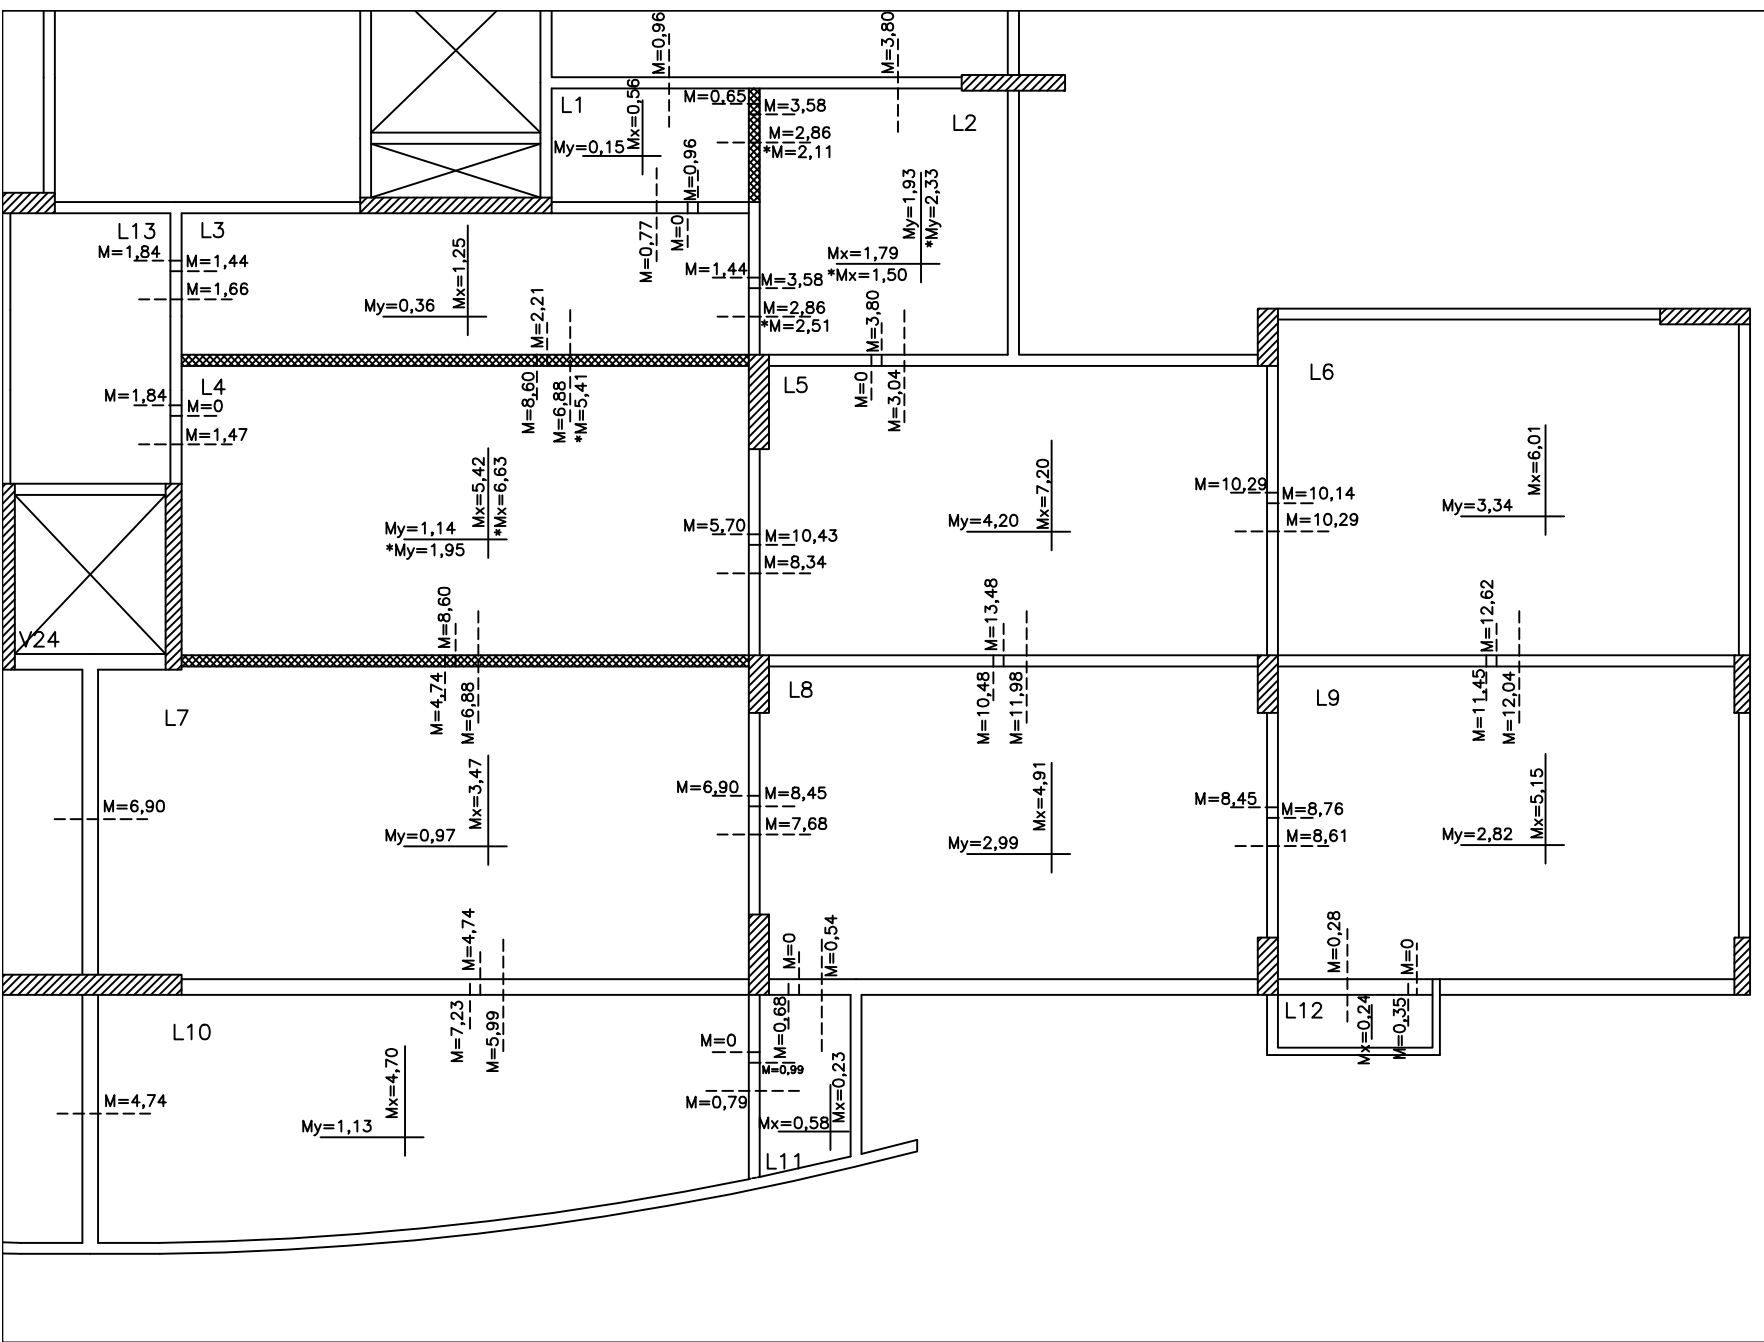 M=0,96
M=3,80
L1
Mx=0,56
My=0,15
M=0,65
M=3,58
M=2,86
*M=2,11
L2
M=0,96
M=0,77
M=0
My=1,93
*My=2,33
Mx=1,79
*Mx=1,50
L13
M=1,84
L3
M=1,44
M=1,66
Mx=1,25
My=0,36
M=1,44
M=3,58
M=2,86
*M=2,51
M=2,21
M=8,60
M=6,88
*M=5,41
M=3,80
M=0
M=3,04
M=1,84
L4
M=0
M=1,47
Mx=5,42
*Mx=6,63
My=1,14
*My=1,95
L5
M=5,70
M=10,43
M=8,34
Mx=7,20
My=4,20
L6
M=10,29
M=10,14
M=10,29
Mx=6,01
My=3,34
V24
M=8,60
M=4,74
M=6,88
M=13,48
M=10,48
M=11,98
M=12,62
M=11,45
M=12,04
L7
M=6,90
Mx=3,47
My=0,97
L8
M=6,90
M=8,45
M=7,68
Mx=4,91
My=2,99
L9
M=8,45
M=8,76
M=8,61
Mx=5,15
My=2,82
M=4,74
M=7,23
M=5,99
M=0
M=0,54
M=0,68
M=0,28
M=0
L12
Mx=0,24
M=0,35
L10
M=4,74
Mx=4,70
My=1,13
M=0
M=0,99
M=0,79
Mx=0,23
Mx=0,58
L11